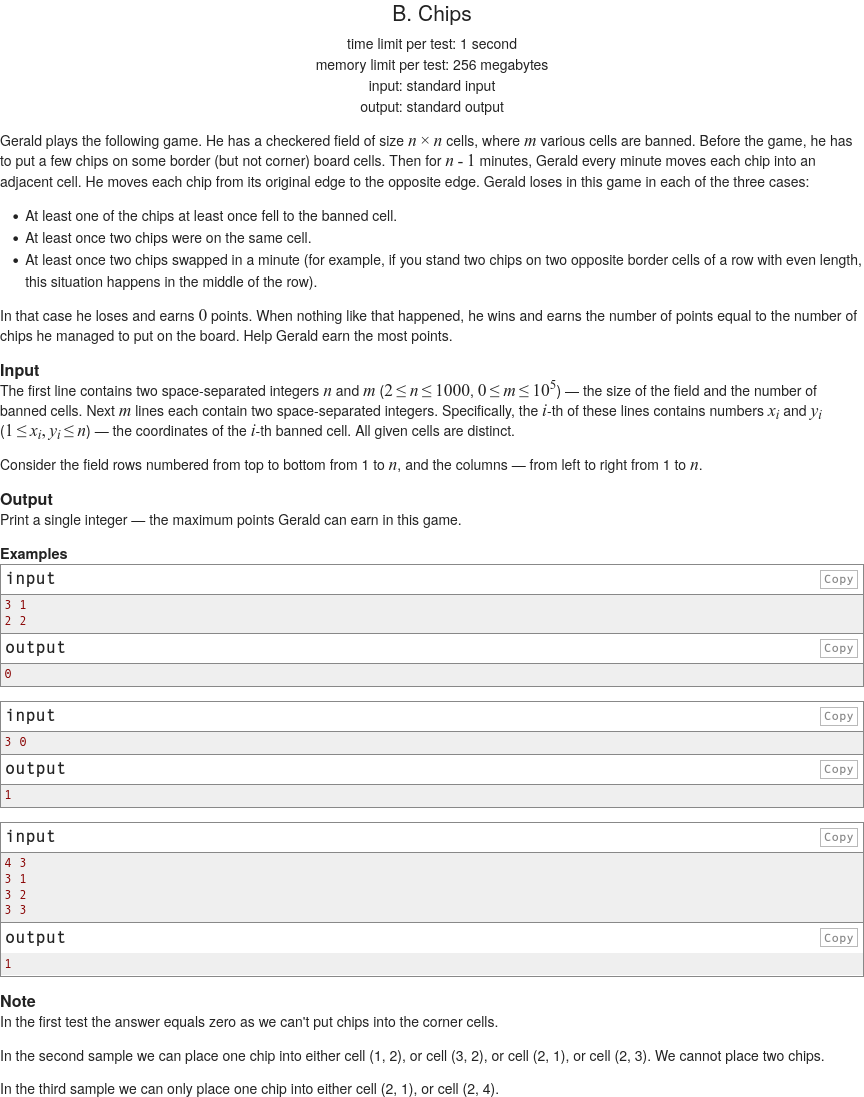 B. Chips
time limit per test: 1 second
memory limit per test: 256 megabytes
input: standard input
output: standard output
Gerald plays the following game. He has a checkered field of size n × n cells, where m various cells are banned. Before the game, he has
to put a few chips on some border (but not corner) board cells. Then for n - 1 minutes, Gerald every minute moves each chip into an
adjacent cell. He moves each chip from its original edge to the opposite edge. Gerald loses in this game in each of the three cases:
• At least one of the chips at least once fell to the banned cell.
• At least once two chips were on the same cell.
• At least once two chips swapped in a minute (for example, if you stand two chips on two opposite border cells of a row with even length,
this situation happens in the middle of the row).
In that case he loses and earns 0 points. When nothing like that happened, he wins and earns the number of points equal to the number of
chips he managed to put on the board. Help Gerald earn the most points.
Input
The first line contains two space-separated integers n and m (2 ≤ n ≤ 1000, 0 ≤ m ≤ 10⁵) — the size of the field and the number of
banned cells. Next m lines each contain two space-separated integers. Specifically, the i-th of these lines contains numbers xᵢ and yᵢ
(1 ≤ xᵢ, yᵢ ≤ n) — the coordinates of the i-th banned cell. All given cells are distinct.
Consider the field rows numbered from top to bottom from 1 to n, and the columns — from left to right from 1 to n.
Output
Print a single integer — the maximum points Gerald can earn in this game.
Examples
input Copy
3 1
2 2
output Copy
0
input Copy
3 0
output Copy
1
input Copy
4 3
3 1
3 2
3 3
output Copy
1
Note
In the first test the answer equals zero as we can't put chips into the corner cells.
In the second sample we can place one chip into either cell (1, 2), or cell (3, 2), or cell (2, 1), or cell (2, 3). We cannot place two chips.
In the third sample we can only place one chip into either cell (2, 1), or cell (2, 4).